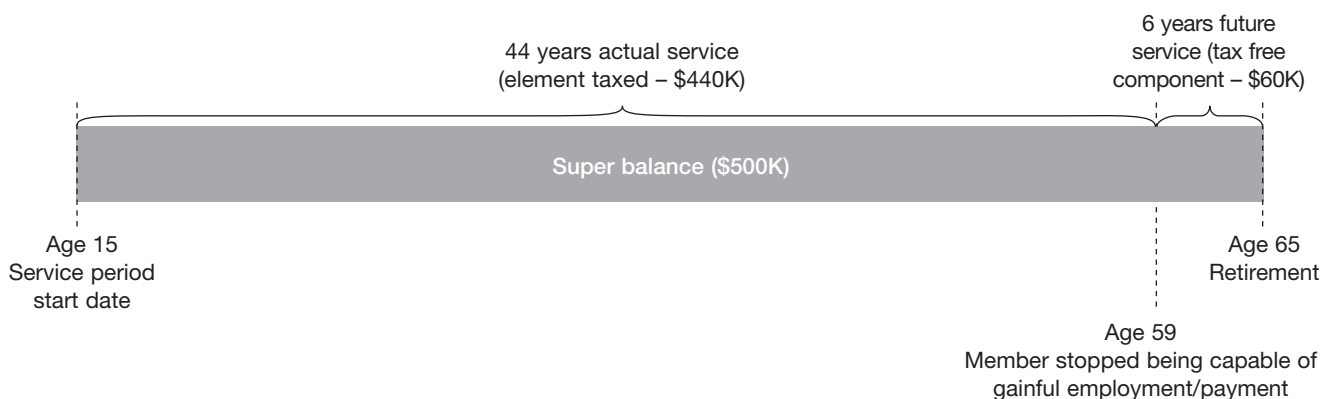 44 years actual service
(element taxed – $440K)
6 years future
service (tax free
component – $60K)
Super balance ($500K)
Age 15
Service period
start date
Age 65
Retirement
Age 59
Member stopped being capable of
gainful employment/payment